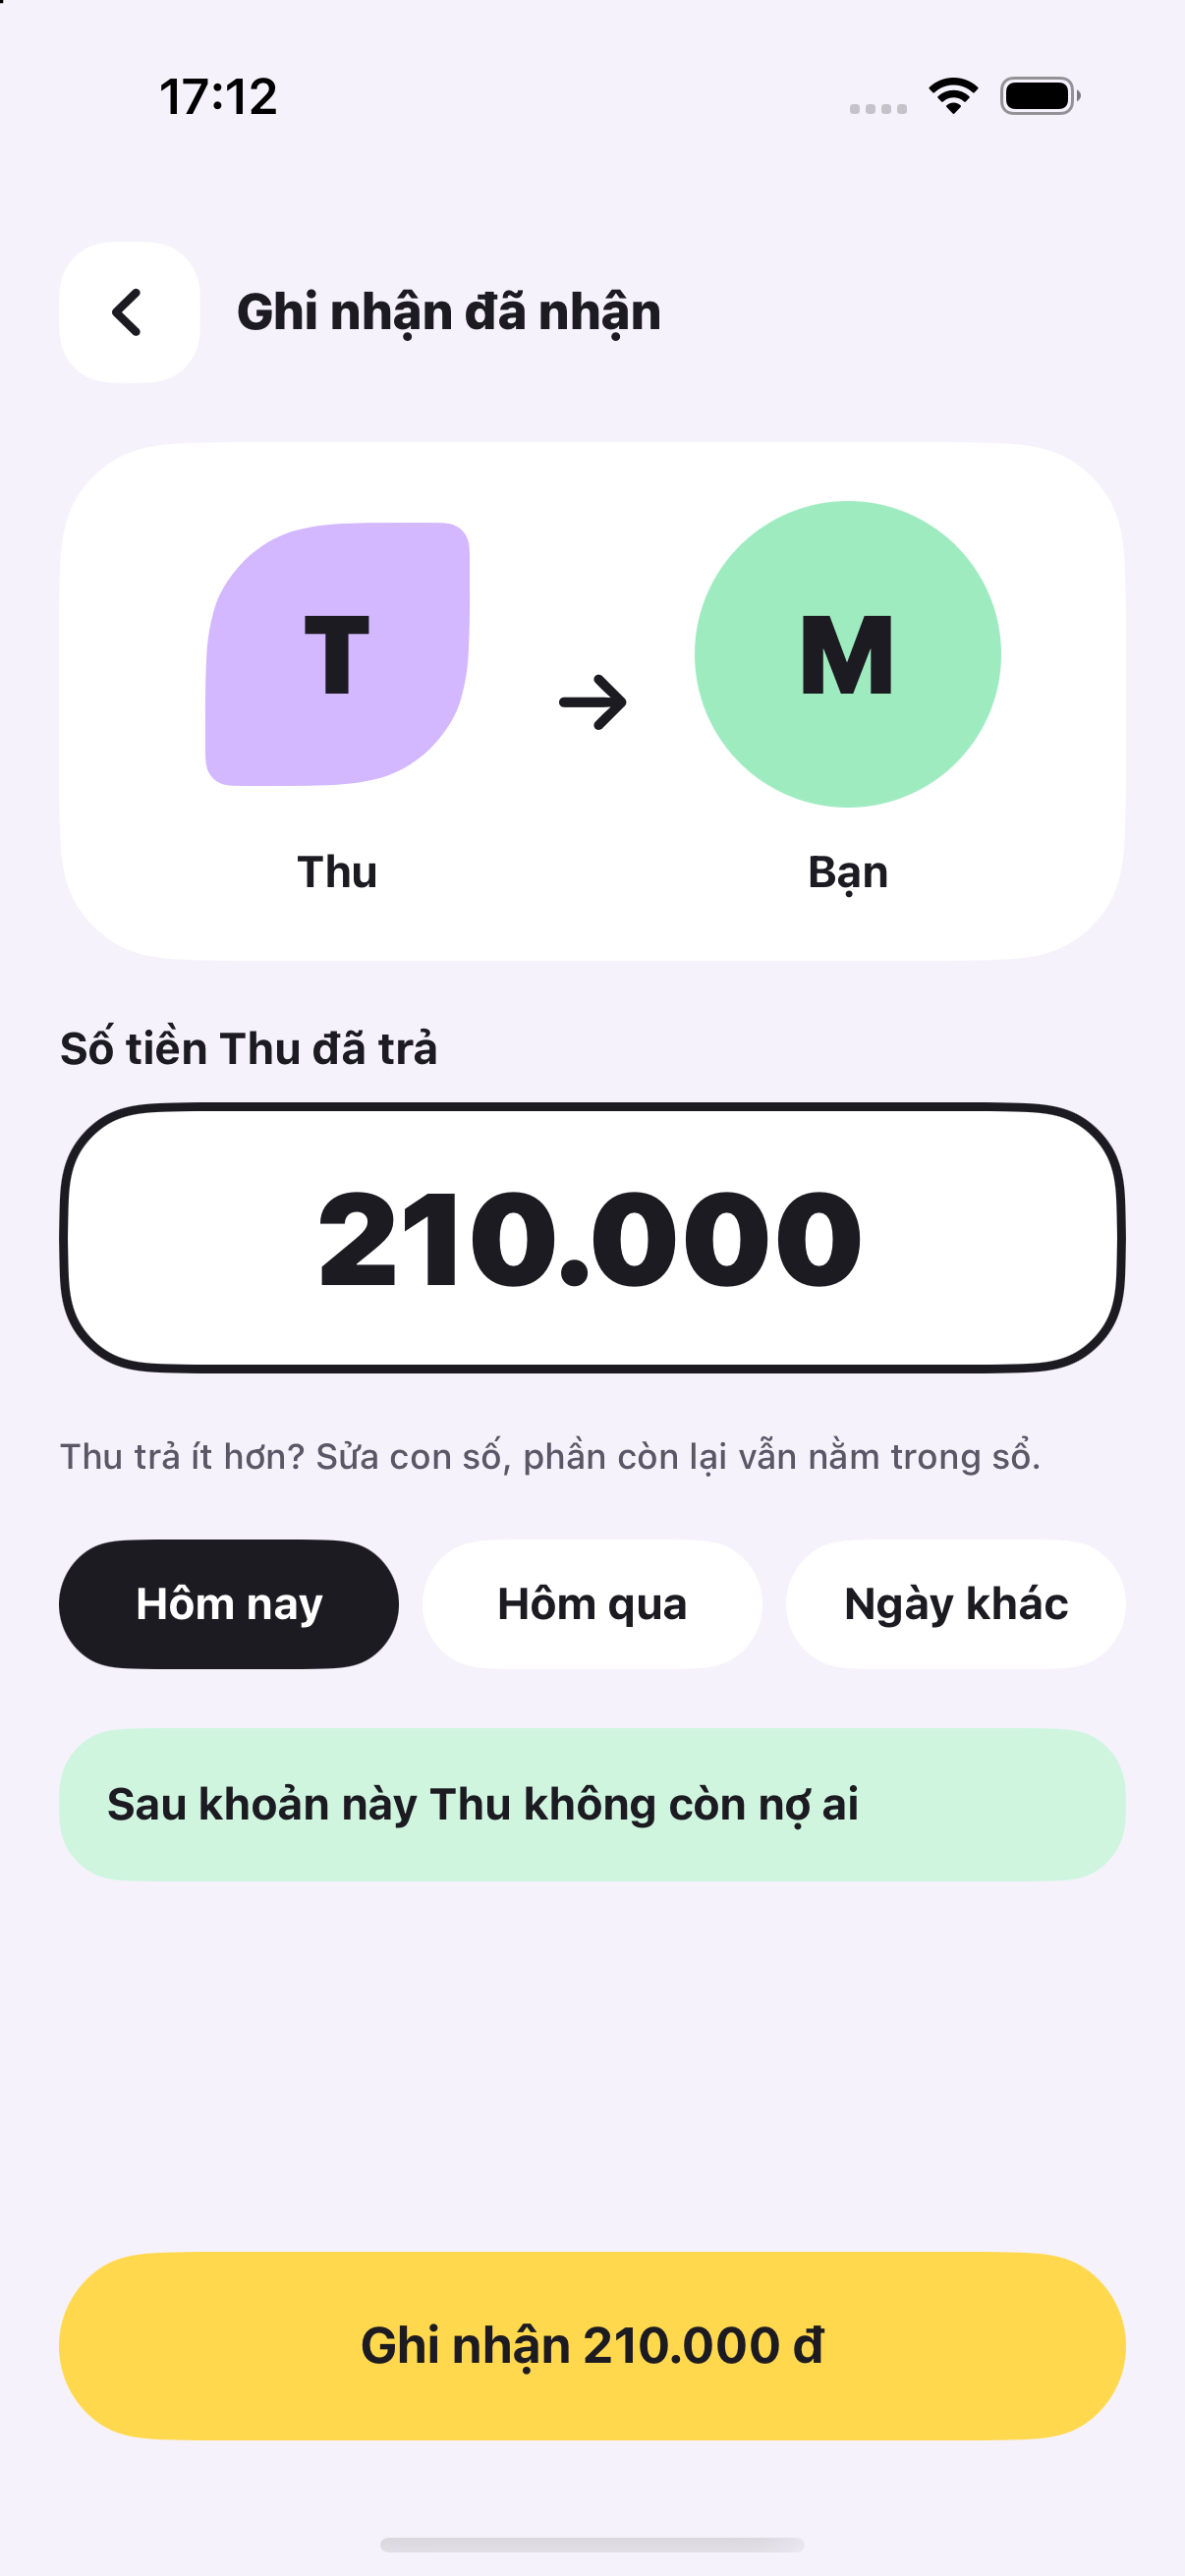 17:12
Ghi nhận đã nhận
T
M
Thu
Bạn
Số tiền Thu đã trả
210.000
Thu trả ít hơn? Sửa con số, phần còn lại vẫn nằm trong sổ.
Hôm nay
Hôm qua
Ngày khác
Sau khoản này Thu không còn nợ ai
Ghi nhận 210.000 đ